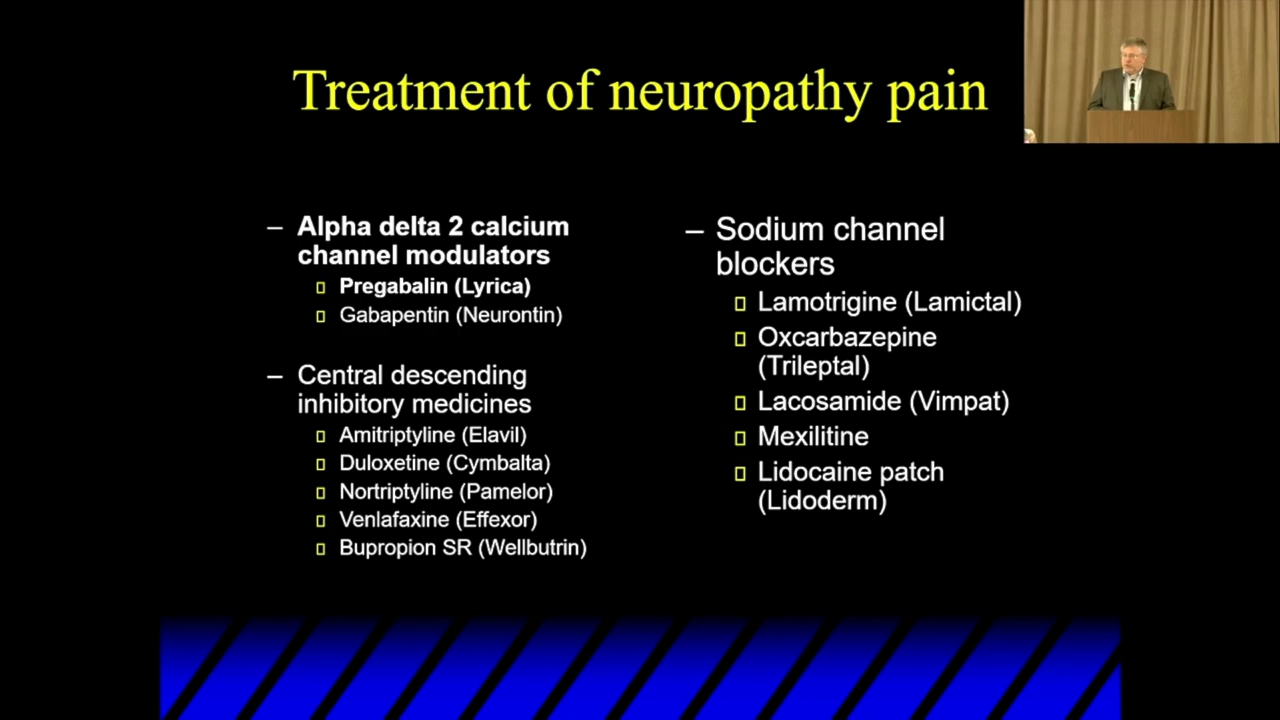 Treatment of neuropathy pain
– Alpha delta 2 calcium
channel modulators
Pregabalin (Lyrica)
Gabapentin (Neurontin)
– Central descending
inhibitory medicines
Amitriptyline (Elavil)
Duloxetine (Cymbalta)
Nortriptyline (Pamelor)
Venlafaxine (Effexor)
Bupropion SR (Wellbutrin)
– Sodium channel
blockers
Lamotrigine (Lamictal)
Oxcarbazepine
(Trileptal)
Lacosamide (Vimpat)
Mexilitine
Lidocaine patch
(Lidoderm)